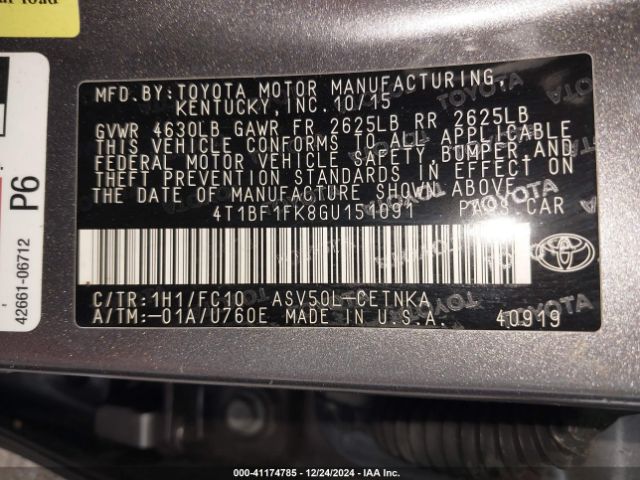 or load
P6
42661-06712
MFD.BY:TOYOTA MOTOR MANUFACTURING,
KENTUCKY,INC.10/15
GVWR 4630LB GAWR FR 2625LB RR 2625LB
THIS VEHICLE CONFORMS TO ALL APPLICABLE
FEDERAL MOTOR VEHICLE SAFETY,BUMPER,AND
THEFT PREVENTION STANDARDS IN EFFECT ON
THE DATE OF MANUFACTURE SHOWN ABOVE.
4T1BF1FK8GU151091 PASS.CAR
C/TR:1H1/FC10 ASV50L-CETNKA
A/TM:-01A/U760E MADE IN U.S.A. 40919
TOYOTA
000-41174785 • 12/24/2024 • IAA Inc.